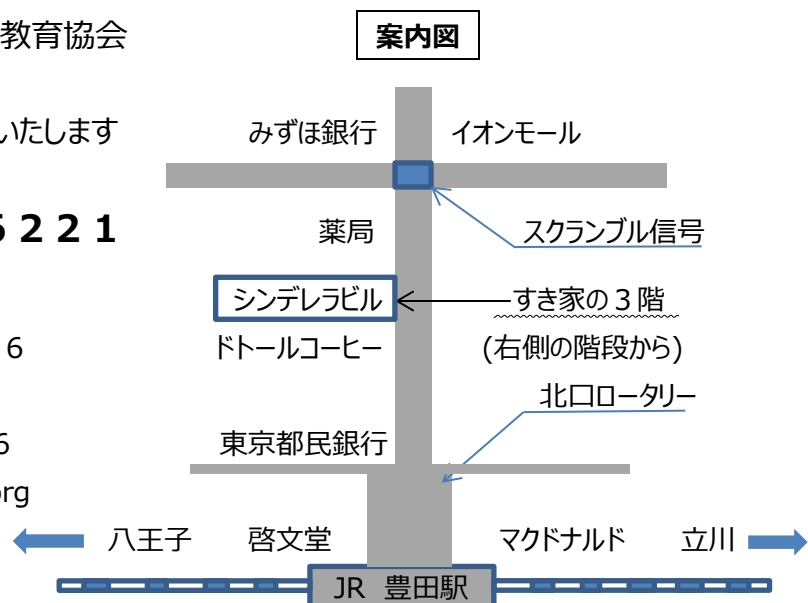 教育協会
案内図
いたします
みずほ銀行 イオンモール
6221
薬局 スクランブル信号
シンデレラビル すき家の3階
6
ドトールコーヒー (右側の階段から)
北口ロータリー
6
東京都民銀行
org
八王子 啓文堂 マクドナルド 立川
JR 豊田駅